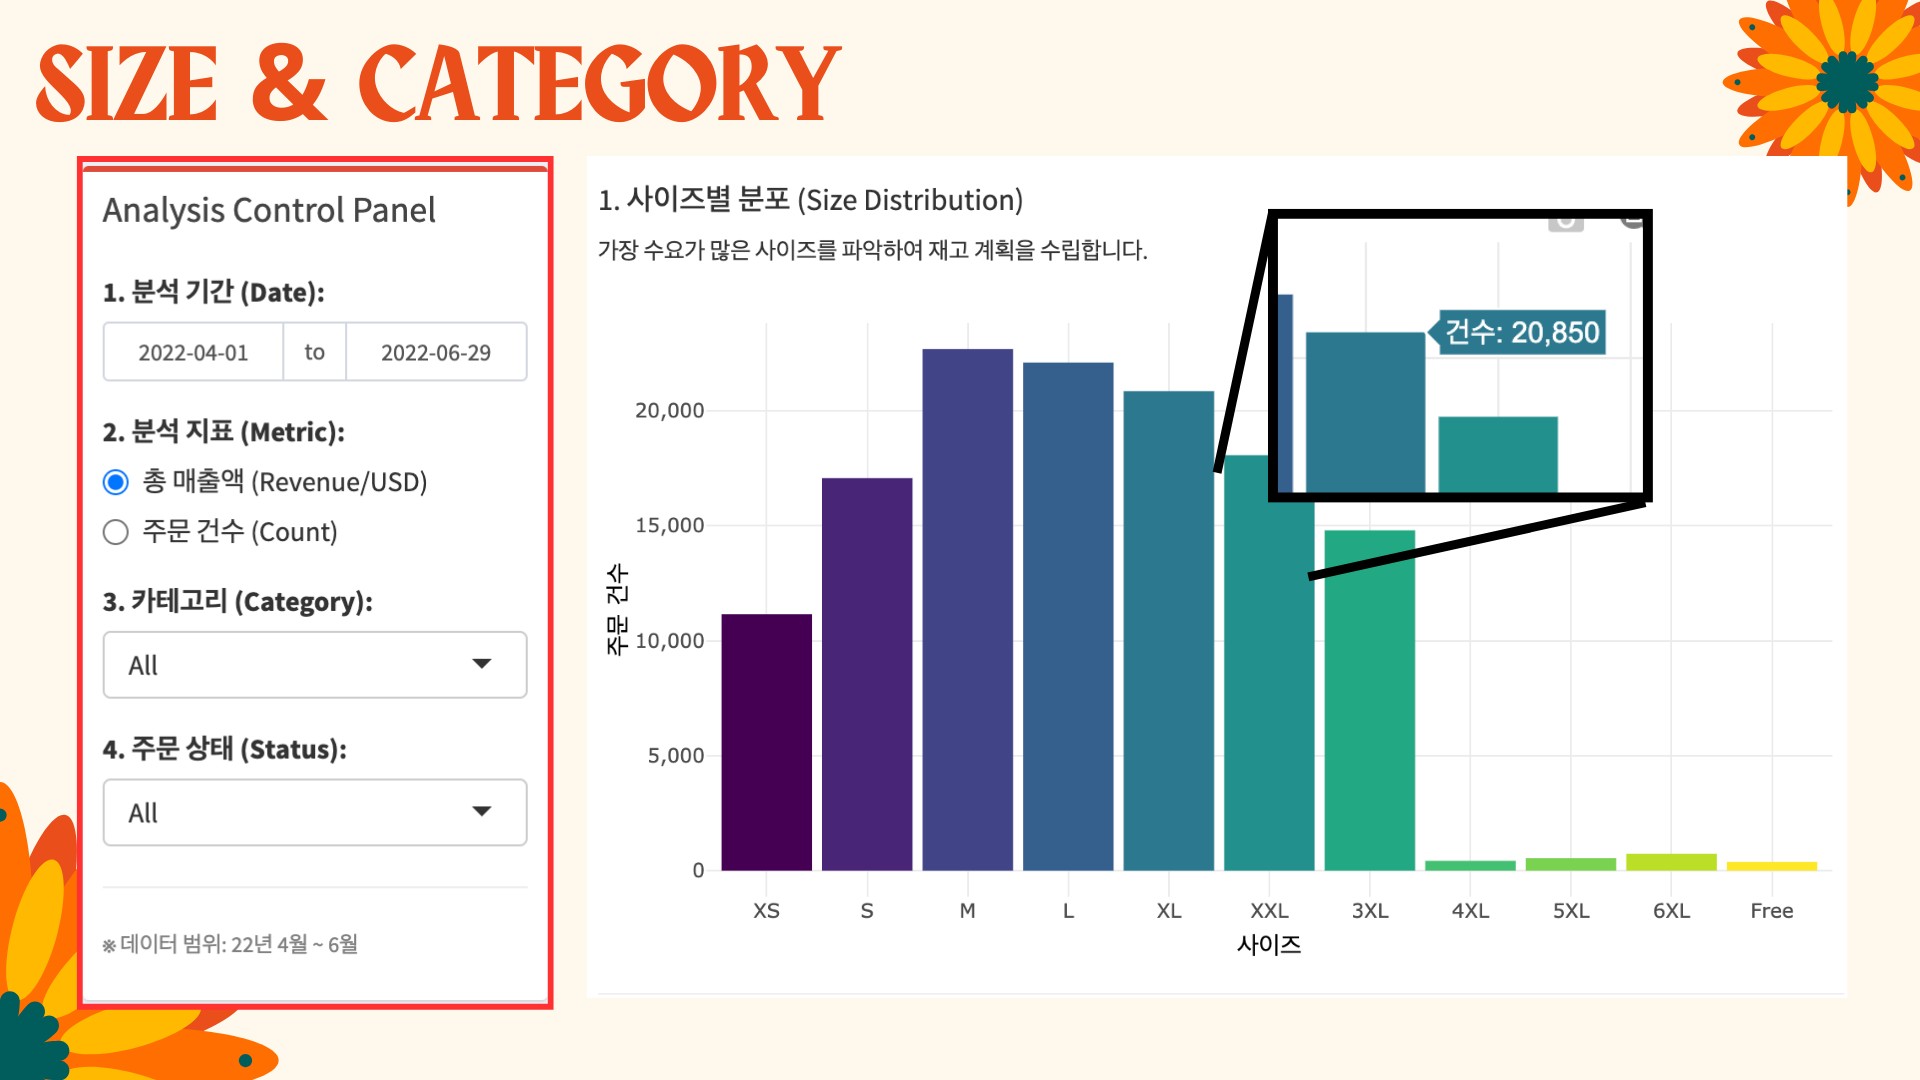 SIZE & CATEGORY
Analysis Control Panel
1. 분석 기간 (Date):
2022-04-01 to 2022-06-29
2. 분석 지표 (Metric):
총 매출액 (Revenue/USD)
주문 건수 (Count)
3. 카테고리 (Category):
All
4. 주문 상태 (Status):
All
※ 데이터 범위: 22년 4월 ~ 6월
1. 사이즈별 분포 (Size Distribution)
가장 수요가 많은 사이즈를 파악하여 재고 계획을 수립합니다.
건수: 20,850
주문 건수
20,000
15,000
10,000
5,000
0
XS S M L XL XXL 3XL 4XL 5XL 6XL Free
사이즈